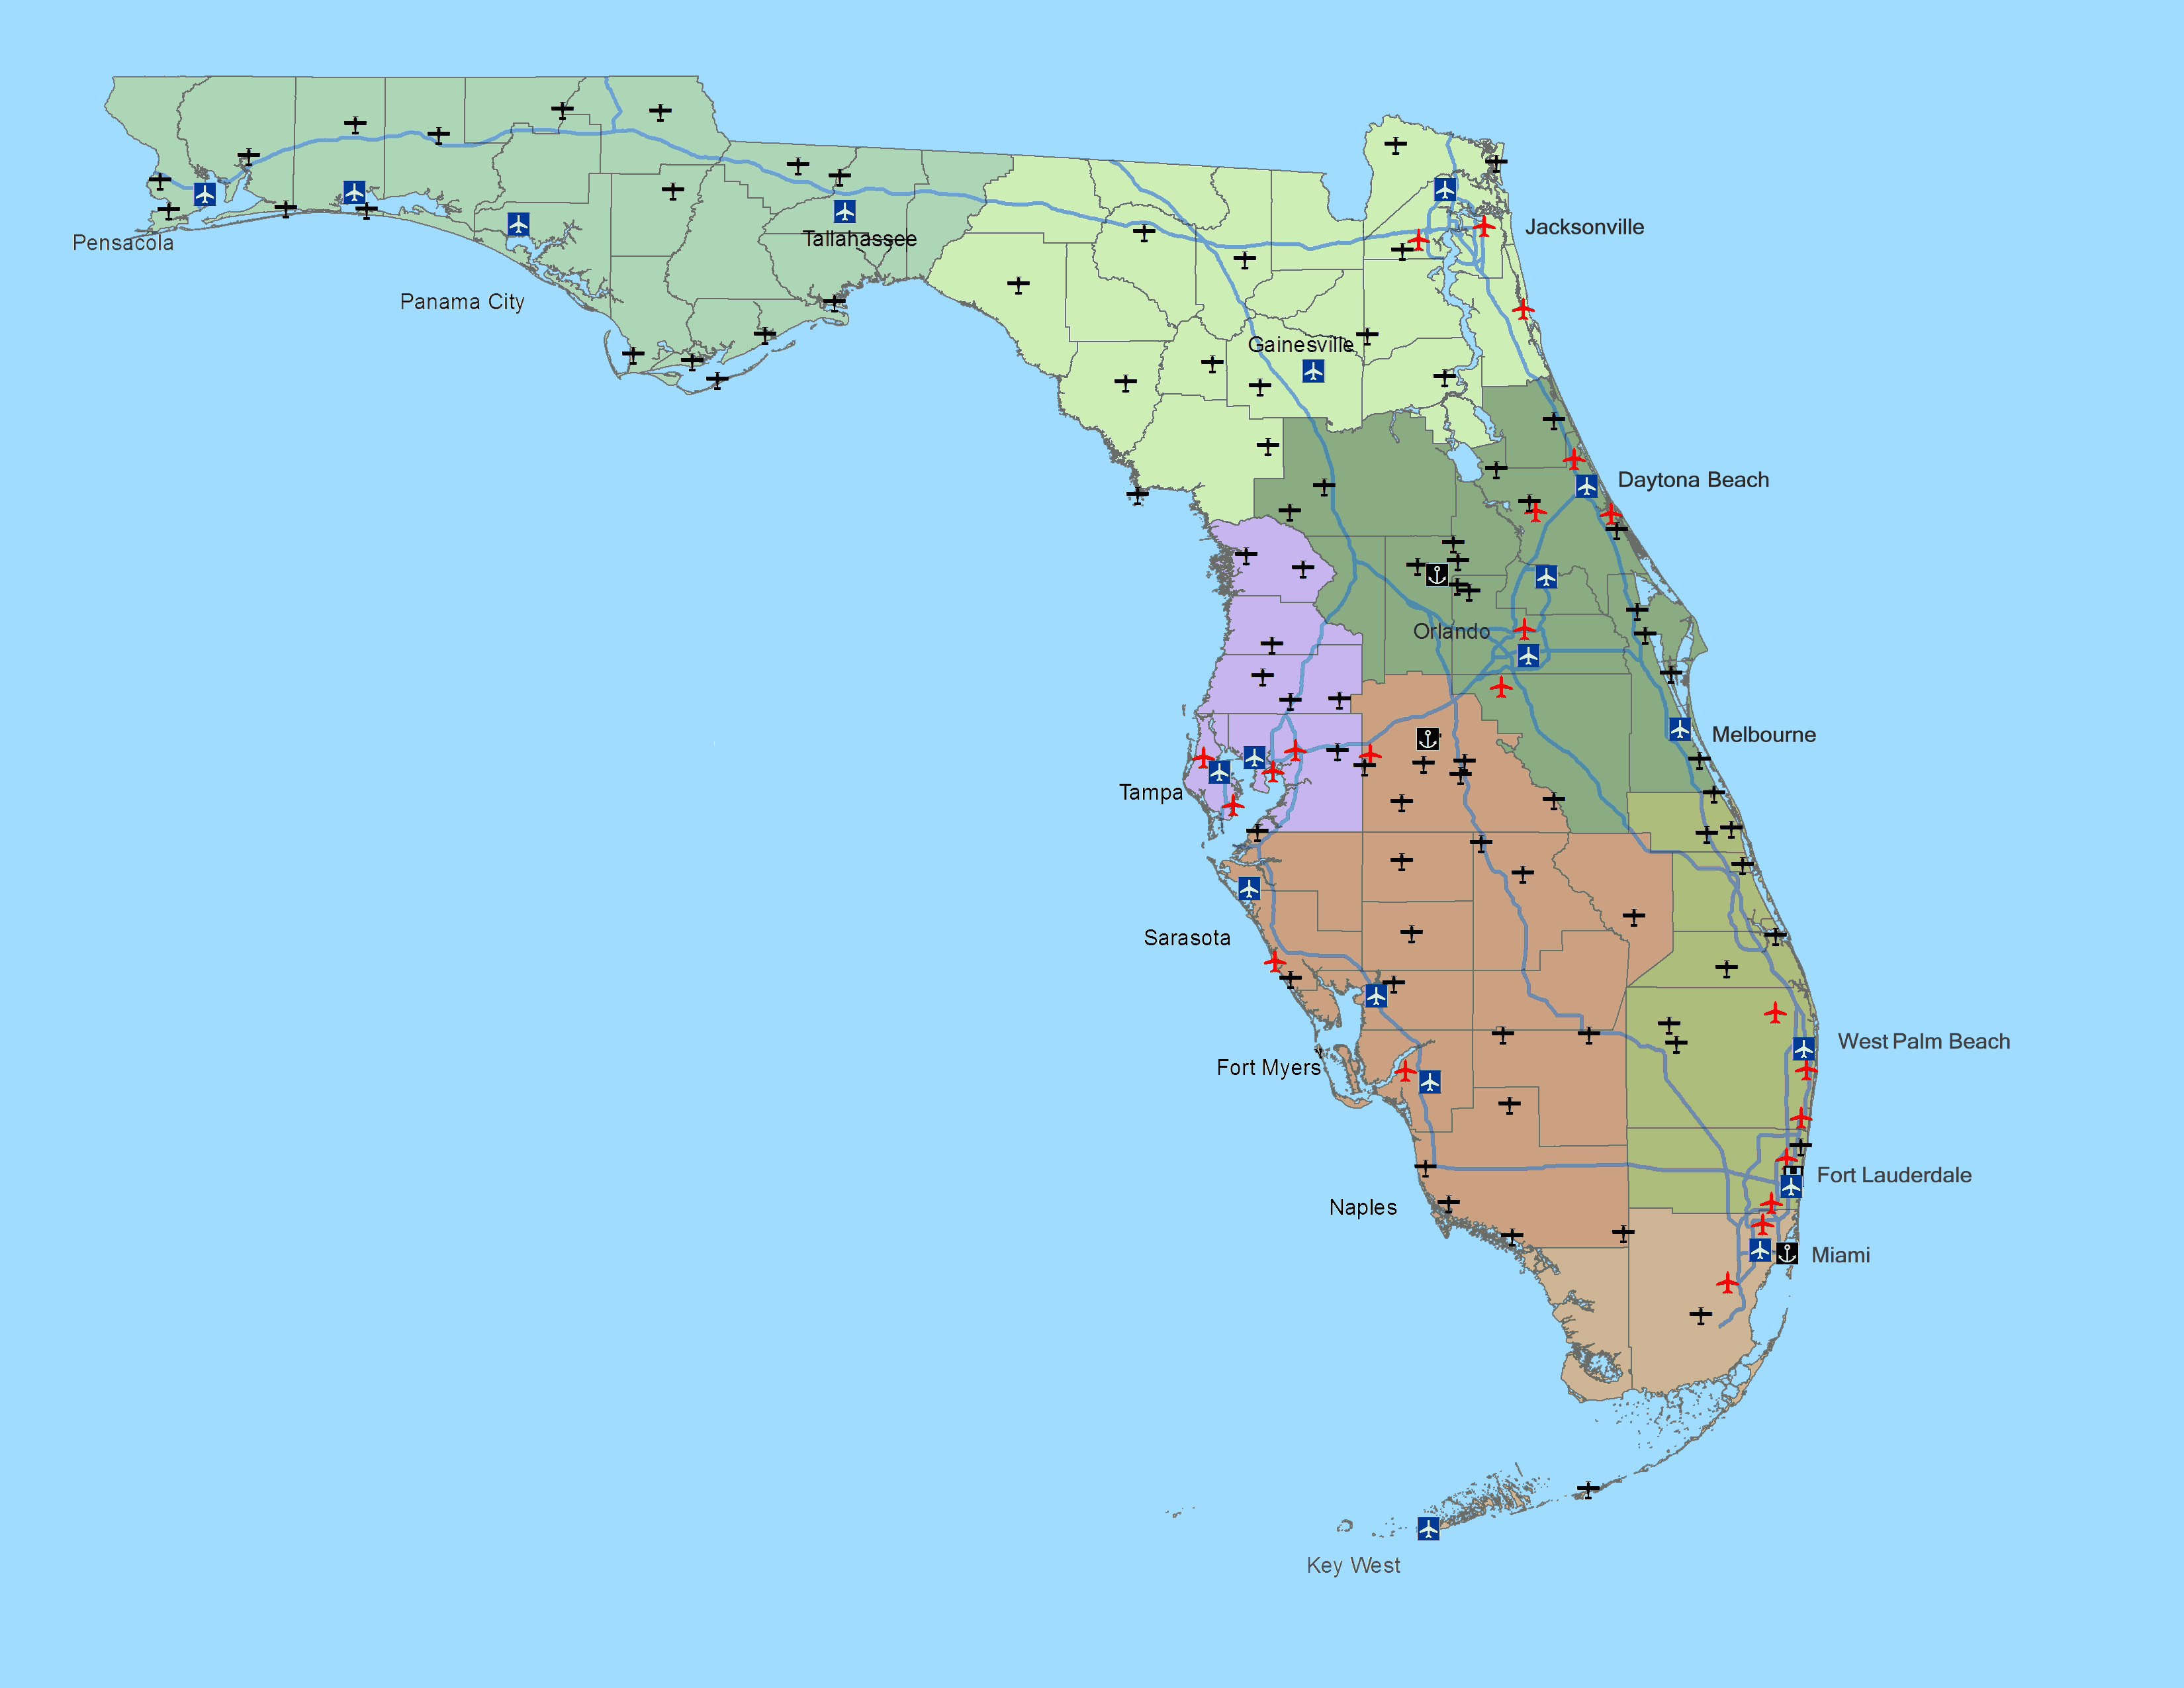 Jacksonville
Pensacola
Tallahassee
Panama City
Gainesville
Daytona Beach
Orlando
Melbourne
Tampa
Sarasota
West Palm Beach
Fort Myers
Fort Lauderdale
Naples
Miami
Key West